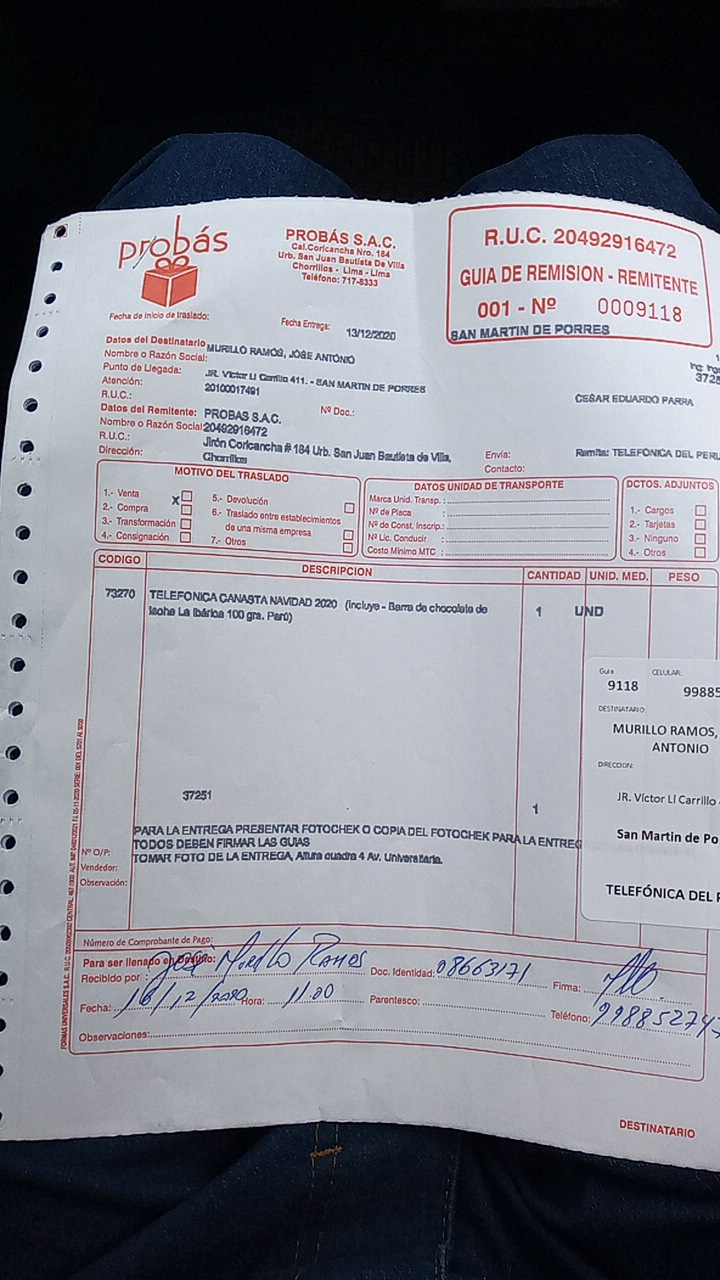 probás
PROBÁS S.A.C.
Cal.Coricancha Nro. 184
Urb. San Juan Bautista De Villa
Chorrillos - Lima - Lima
Teléfono: 717-8333
R.U.C. 20492916472
GUIA DE REMISION - REMITENTE
001 - Nº 0009118
SAN MARTIN DE PORRES
Fecha de Inicio de traslado:
Fecha Entrega: 13/12/2020
Datos del Destinatario
Nombre o Razón Social: MURILLO RAMOS, JOSE ANTONIO
Punto de Llegada: JR. Víctor LI Carrillo 411. - SAN MARTIN DE PORRES
Atención:
R.U.C.: 20100017491
CESAR EDUARDO PARRA
Datos del Remitente: PROBAS S.A.C.
Nº Doc.:
Nombre o Razón Social: 20492916472
R.U.C.: Jirón Coricancha # 184 Urb. San Juan Bautista de Villa,
Dirección: Chorrillos
Envía: Remite: TELEFONICA DEL PERU
Contacto:
MOTIVO DEL TRASLADO
1.- Venta X
2.- Compra
3.- Transformación
4.- Consignación
5.- Devolución
6.- Traslado entre establecimientos
de una misma empresa
7.- Otros
DATOS UNIDAD DE TRANSPORTE
Marca Unid. Transp.:
Nº de Placa :
Nº de Const. Inscrip.:
Nº Lic. Conducir :
Costo Mínimo MTC :
DCTOS. ADJUNTOS
1.- Cargos
2.- Tarjetas
3.- Ninguno
4.- Otros
CODIGO DESCRIPCION CANTIDAD UNID. MED. PESO
73270 TELEFONICA CANASTA NAVIDAD 2020 (incluye - Barra de chocolate de 1 UND
leche La Ibérica 100 grs. Perú)
Guía CELULAR:
9118 99885
DESTINATARIO:
MURILLO RAMOS,
ANTONIO
DIRECCION:
JR. Víctor LÍ Carrillo
San Martin de Po
TELEFÓNICA DEL
37251 1
PARA LA ENTREGA PRESENTAR FOTOCHEK O COPIA DEL FOTOCHEK PARA LA ENTREG
TODOS DEBEN FIRMAR LAS GUIAS
TOMAR FOTO DE LA ENTREGA, Altura cuadra 4 Av. Universitaria.
Nº O/P:
Vendedor:
Observación:
Número de Comprobante de Pago:
Para ser llenado en Destino:
Recibido por : José Murillo Ramos Doc. Identidad: 08663171 Firma:
Fecha: 16/12/2020 Hora: 11:00 Parentesco: Teléfono: 99885274
Observaciones:
DESTINATARIO